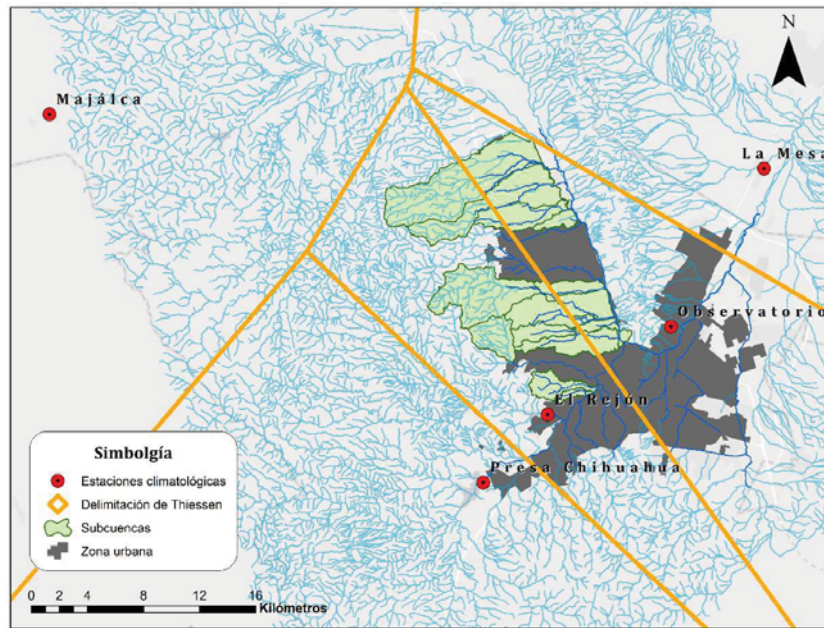 N
Majálca
La Mesa
Observatorio
El Rejón
Presa Chihuahua
Simbolgía
Estaciones climatológicas
Delimitación de Thiessen
Subcuencas
Zona urbana
0 2 4 8 12 16
Kilómetros